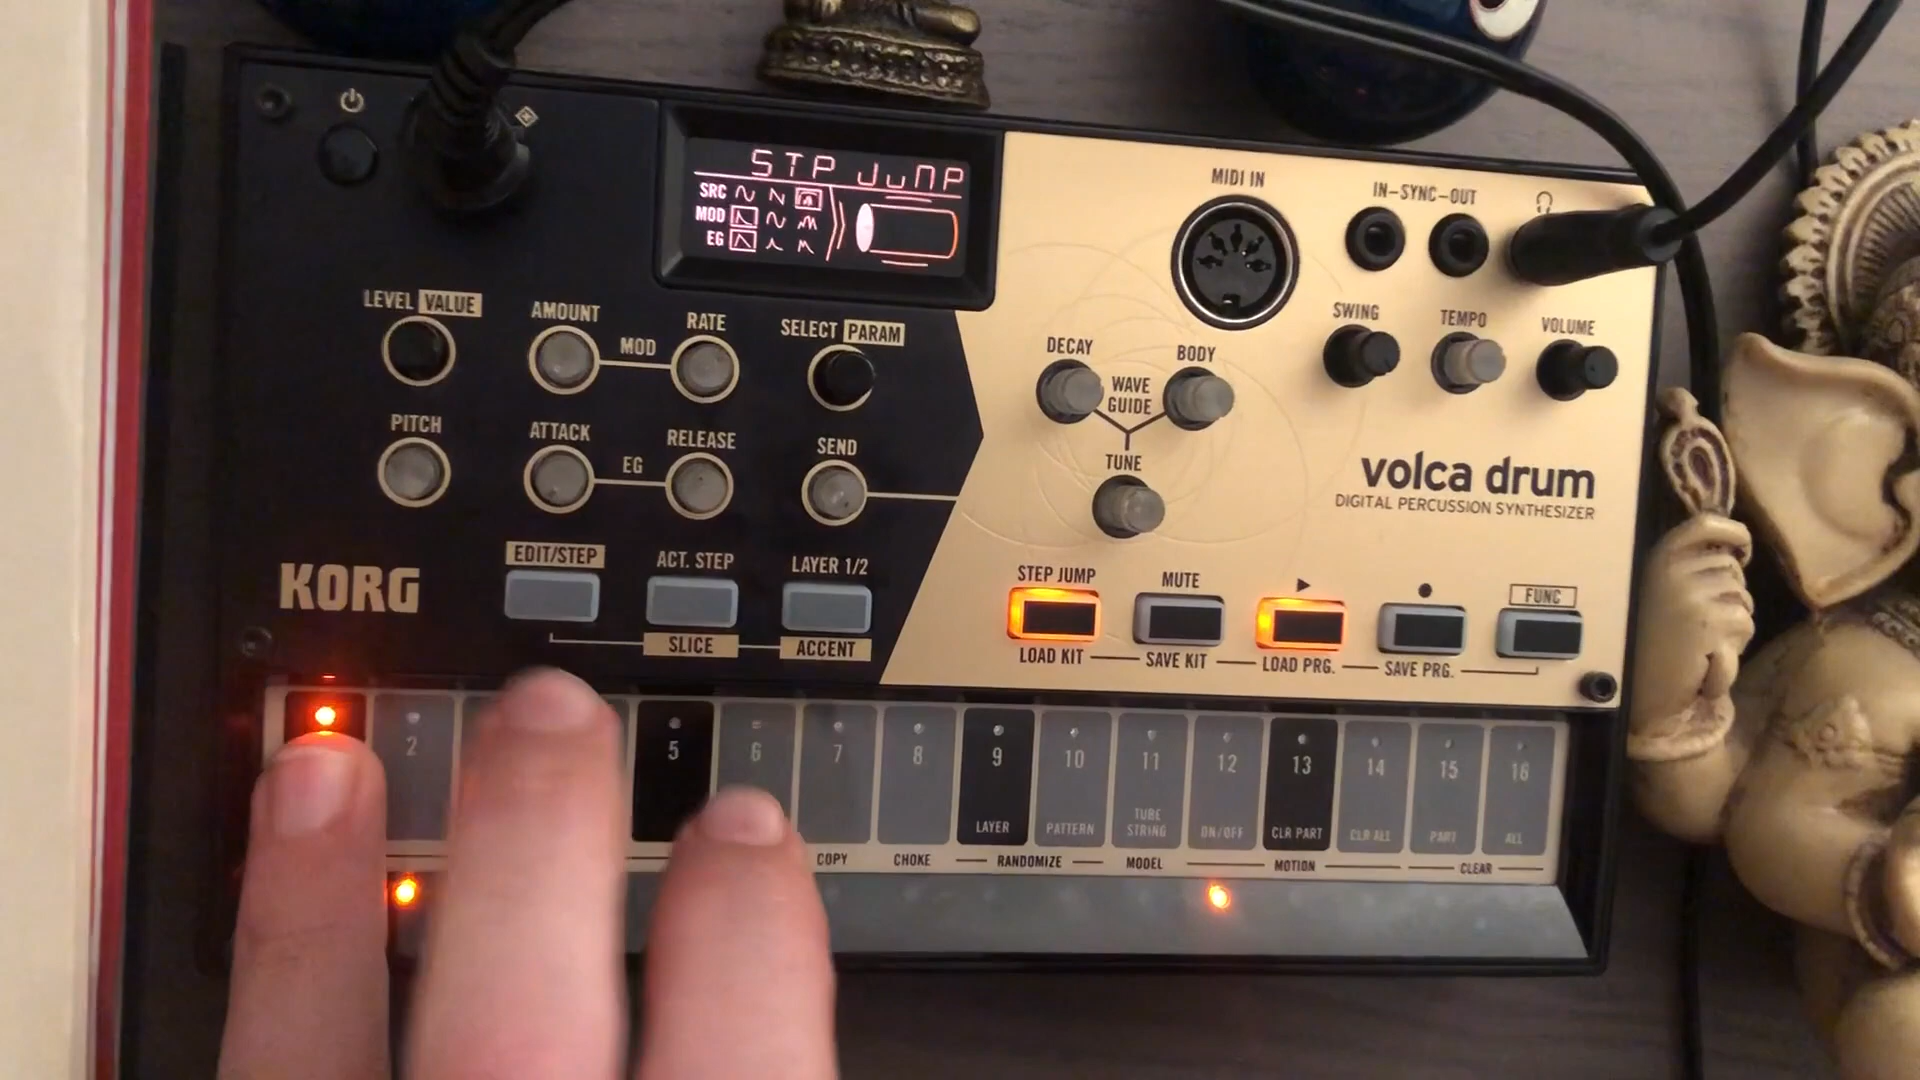 STP JUMP
SRC
MOD
EG
MIDI IN
IN-SYNC-OUT
LEVEL VALUE
AMOUNT
MOD
RATE
SELECT PARAM
SWING
TEMPO
VOLUME
DECAY
BODY
WAVE
GUIDE
TUNE
PITCH
ATTACK
EG
RELEASE
SEND
volca drum
DIGITAL PERCUSSION SYNTHESIZER
KORG
EDIT/STEP
ACT. STEP
LAYER 1/2
SLICE
ACCENT
STEP JUMP
MUTE
FUNC
LOAD KIT
SAVE KIT
LOAD PRG.
SAVE PRG.
2
5
6
7
8
9
10
11
12
13
14
15
16
LAYER
PATTERN
TUBE
STRING
ON/OFF
CLR PART
CLR ALL
PART
ALL
COPY
CHOKE
RANDOMIZE
MODEL
MOTION
CLEAR